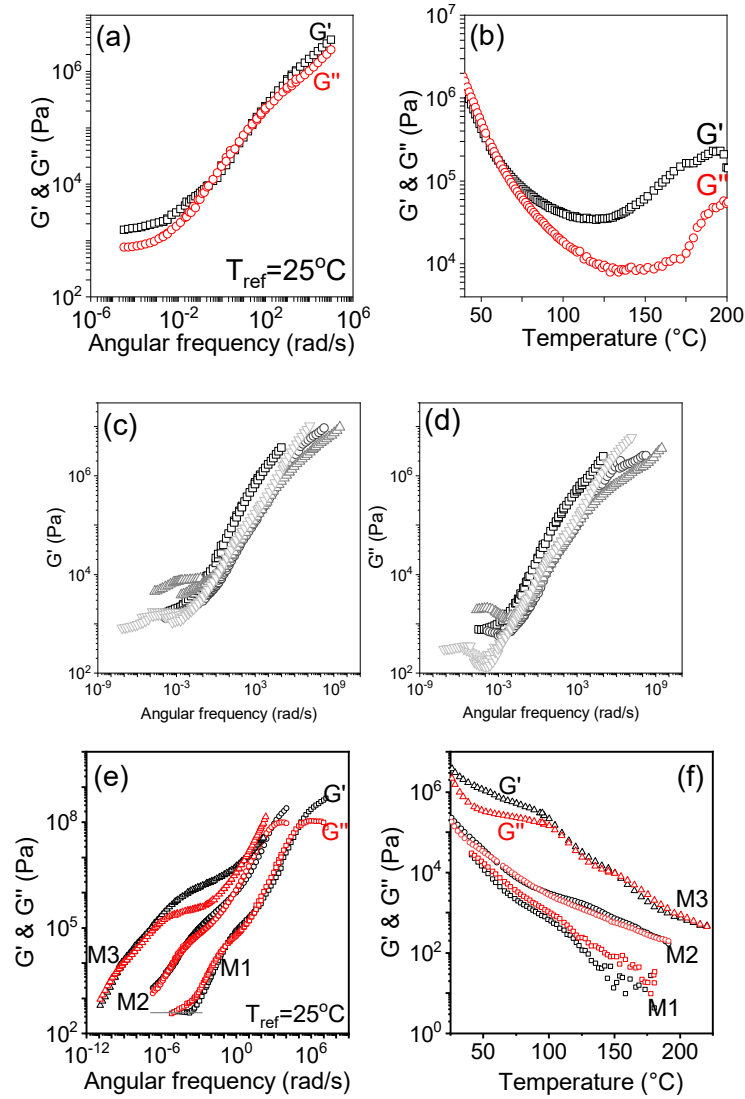 (a)
G'
G"
T_ref=25°C
10^6
10^4
10^2
G' & G" (Pa)
10^-6 10^-2 10^2 10^6
Angular frequency (rad/s)
(b)
G'
G"
10^7
10^6
10^5
10^4
G' & G" (Pa)
50 100 150 200
Temperature (°C)
(c)
10^6
10^4
10^2
G' (Pa)
10^-9 10^-3 10^3 10^9
Angular frequency (rad/s)
(d)
10^6
10^4
10^2
G" (Pa)
10^-9 10^-3 10^3 10^9
Angular frequency (rad/s)
(e)
G'
G"
M3
M2
M1
T_ref=25°C
10^8
10^5
10^2
G' & G" (Pa)
10^-12 10^-6 10^0 10^6
Angular frequency (rad/s)
(f)
G'
G"
M3
M2
M1
10^6
10^4
10^2
10^0
G' & G" (Pa)
50 100 150 200
Temperature (°C)